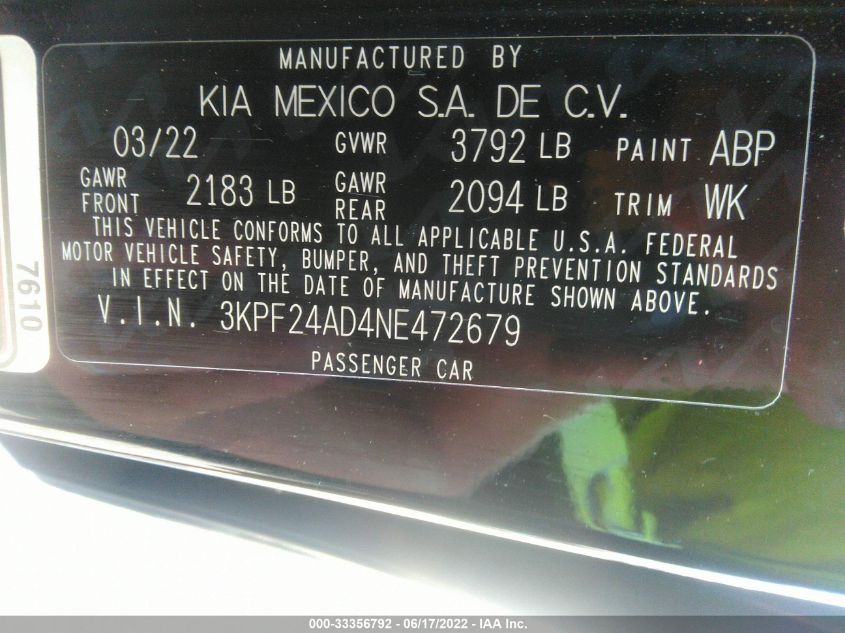 MANUFACTURED BY
KIA MEXICO S.A. DE C.V.
03/22 GVWR 3792 LB PAINT ABP
GAWR FRONT 2183 LB GAWR REAR 2094 LB TRIM WK
THIS VEHICLE CONFORMS TO ALL APPLICABLE U.S.A. FEDERAL
MOTOR VEHICLE SAFETY, BUMPER, AND THEFT PREVENTION STANDARDS
IN EFFECT ON THE DATE OF MANUFACTURE SHOWN ABOVE.
V.I.N. 3KPF24AD4NE472679
PASSENGER CAR
7610
000-33356792 - 06/17/2022 - IAA Inc.